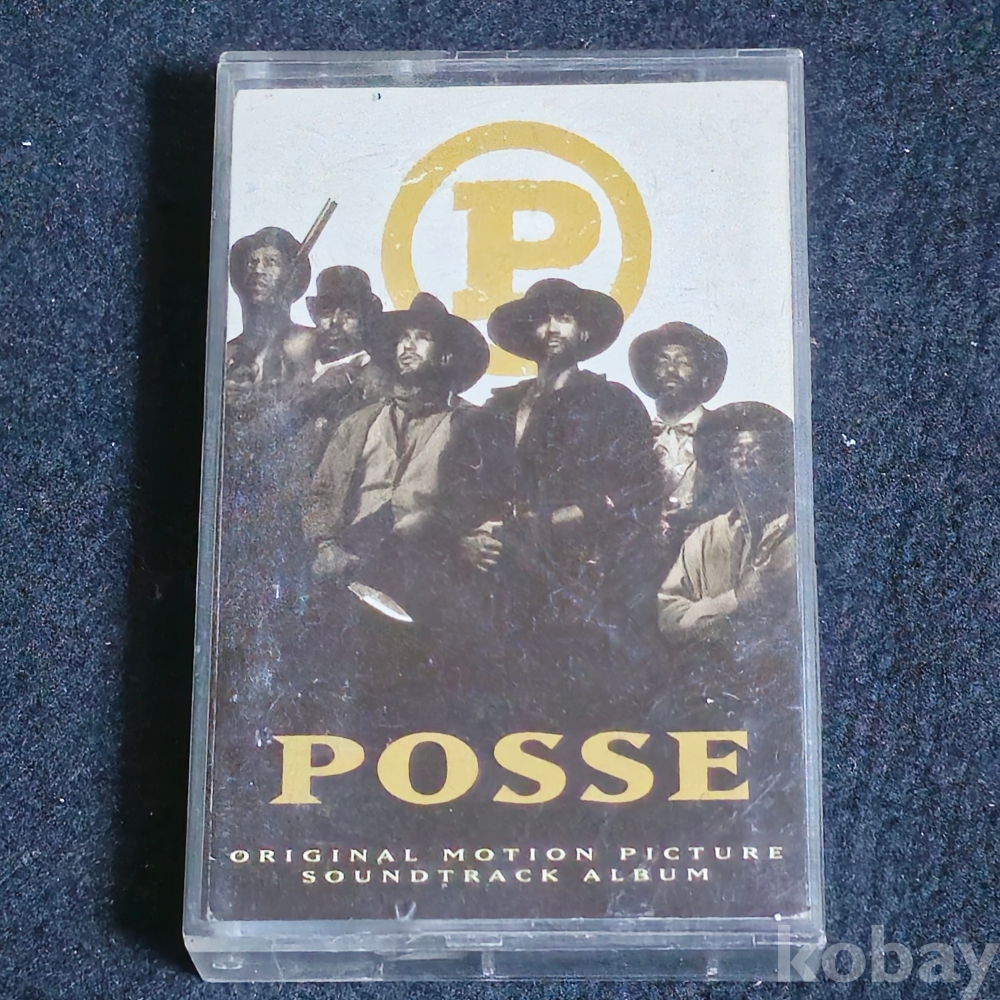 P
POSSE
ORIGINAL MOTION PICTURE
SOUNDTRACK ALBUM
kobay